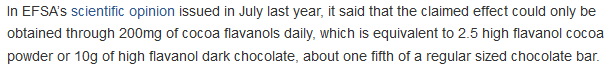 In EFSA's scientific opinion issued in July last year, it said that the claimed effect could only be
obtained through 200mg of cocoa flavanols daily, which is equivalent to 2.5 high flavanol cocoa
powder or 10g of high flavanol dark chocolate, about one fifth of a regular sized chocolate bar.